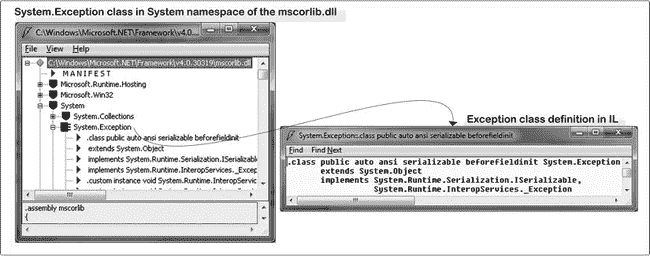 System.Exception class in System namespace of the mscorlib.dll
C:\Windows\Microsoft.NET\Framework\v4.0...
File View Help
C:\Windows\Microsoft.NET\Framework\v4.0.30319\mscorlib.dll
MANIFEST
Microsoft.Runtime.Hosting
Microsoft.Win32
System
System.Collections
System.Exception
.class public auto ansi serializable beforefieldinit
extends System.Object
implements System.Runtime.Serialization.ISerializable
implements System.Runtime.InteropServices._Excep
.custom instance void System.Runtime.InteropServ
.assembly mscorlib
{
Exception class definition in IL
System.Exception::.class public auto ansi serializable beforefieldinit
Find Find Next
.class public auto ansi serializable beforefieldinit System.Exception
extends System.Object
implements System.Runtime.Serialization.ISerializable,
System.Runtime.InteropServices._Exception